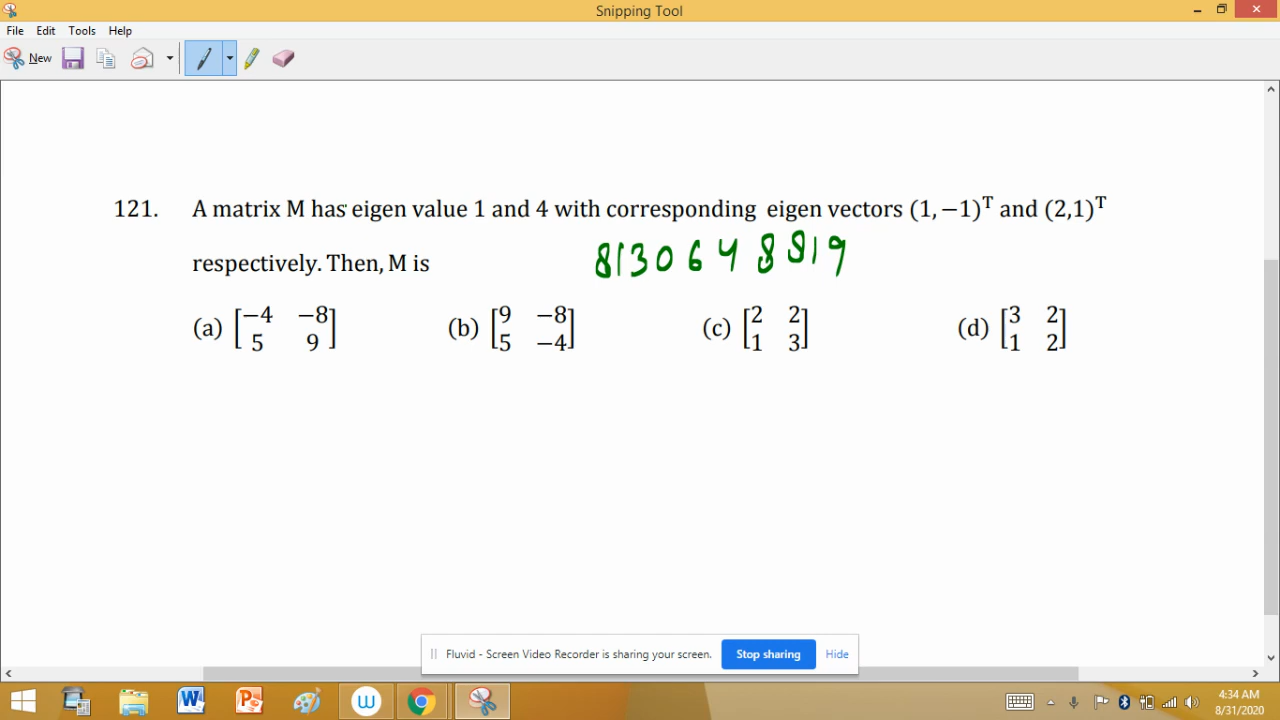 Snipping Tool
File Edit Tools Help
New
121. A matrix M has eigen value 1 and 4 with corresponding eigen vectors (1, −1)ᵀ and (2,1)ᵀ
respectively. Then, M is
8130648819
(a) [−4 −8 (b) [9 −8 (c) [2 2 (d) [3 2
5 9] 5 −4] 1 3] 1 2]
Fluvid - Screen Video Recorder is sharing your screen. Stop sharing Hide
4:34 AM
8/31/2020